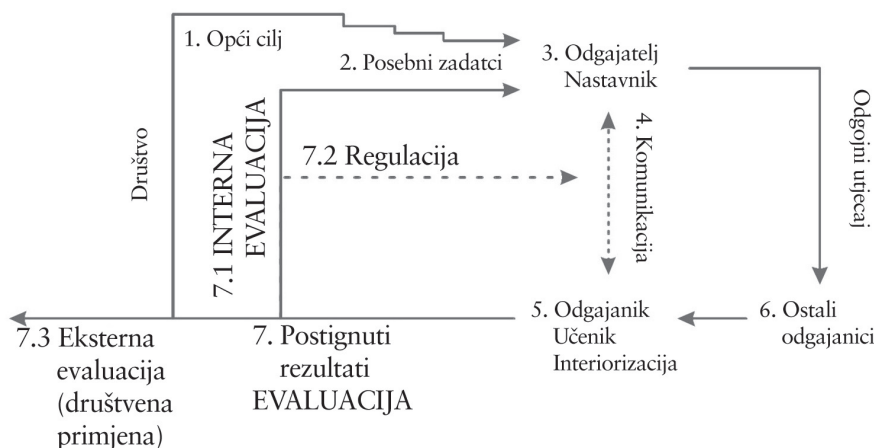 1. Opći cilj
2. Posebni zadatci
3. Odgajatelj
Nastavnik
Društvo
7.1 INTERNA
EVALUACIJA
7.2 Regulacija
4. Komunikacija
Odgojni utjecaj
5. Odgajanik
Učenik
Interiorizacija
6. Ostali
odgajanici
7.3 Eksterna
evaluacija
(društvena
primjena)
7. Postignuti
rezultati
EVALUACIJA